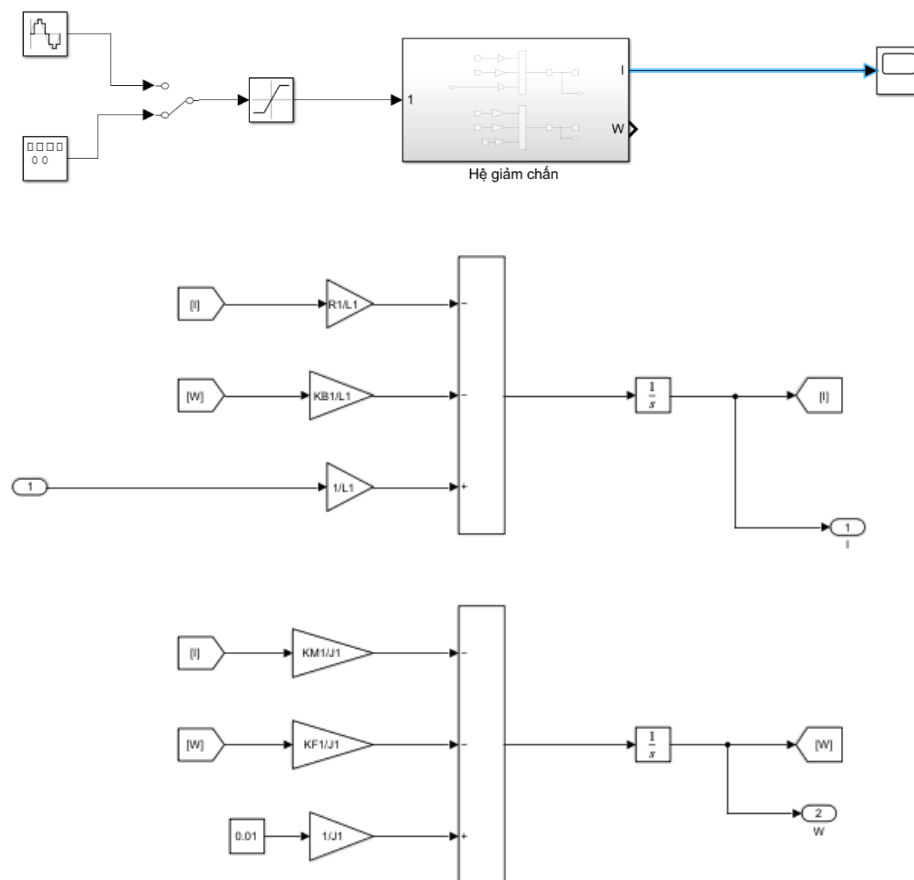 I
1
W
Hệ giảm chấn
[I]
R1/L1
−
[W]
KB1/L1
−
1
s
[I]
1
1/L1
+
1
I
[I]
KM1/J1
−
[W]
KF1/J1
−
1
s
[W]
0.01
1/J1
+
2
W